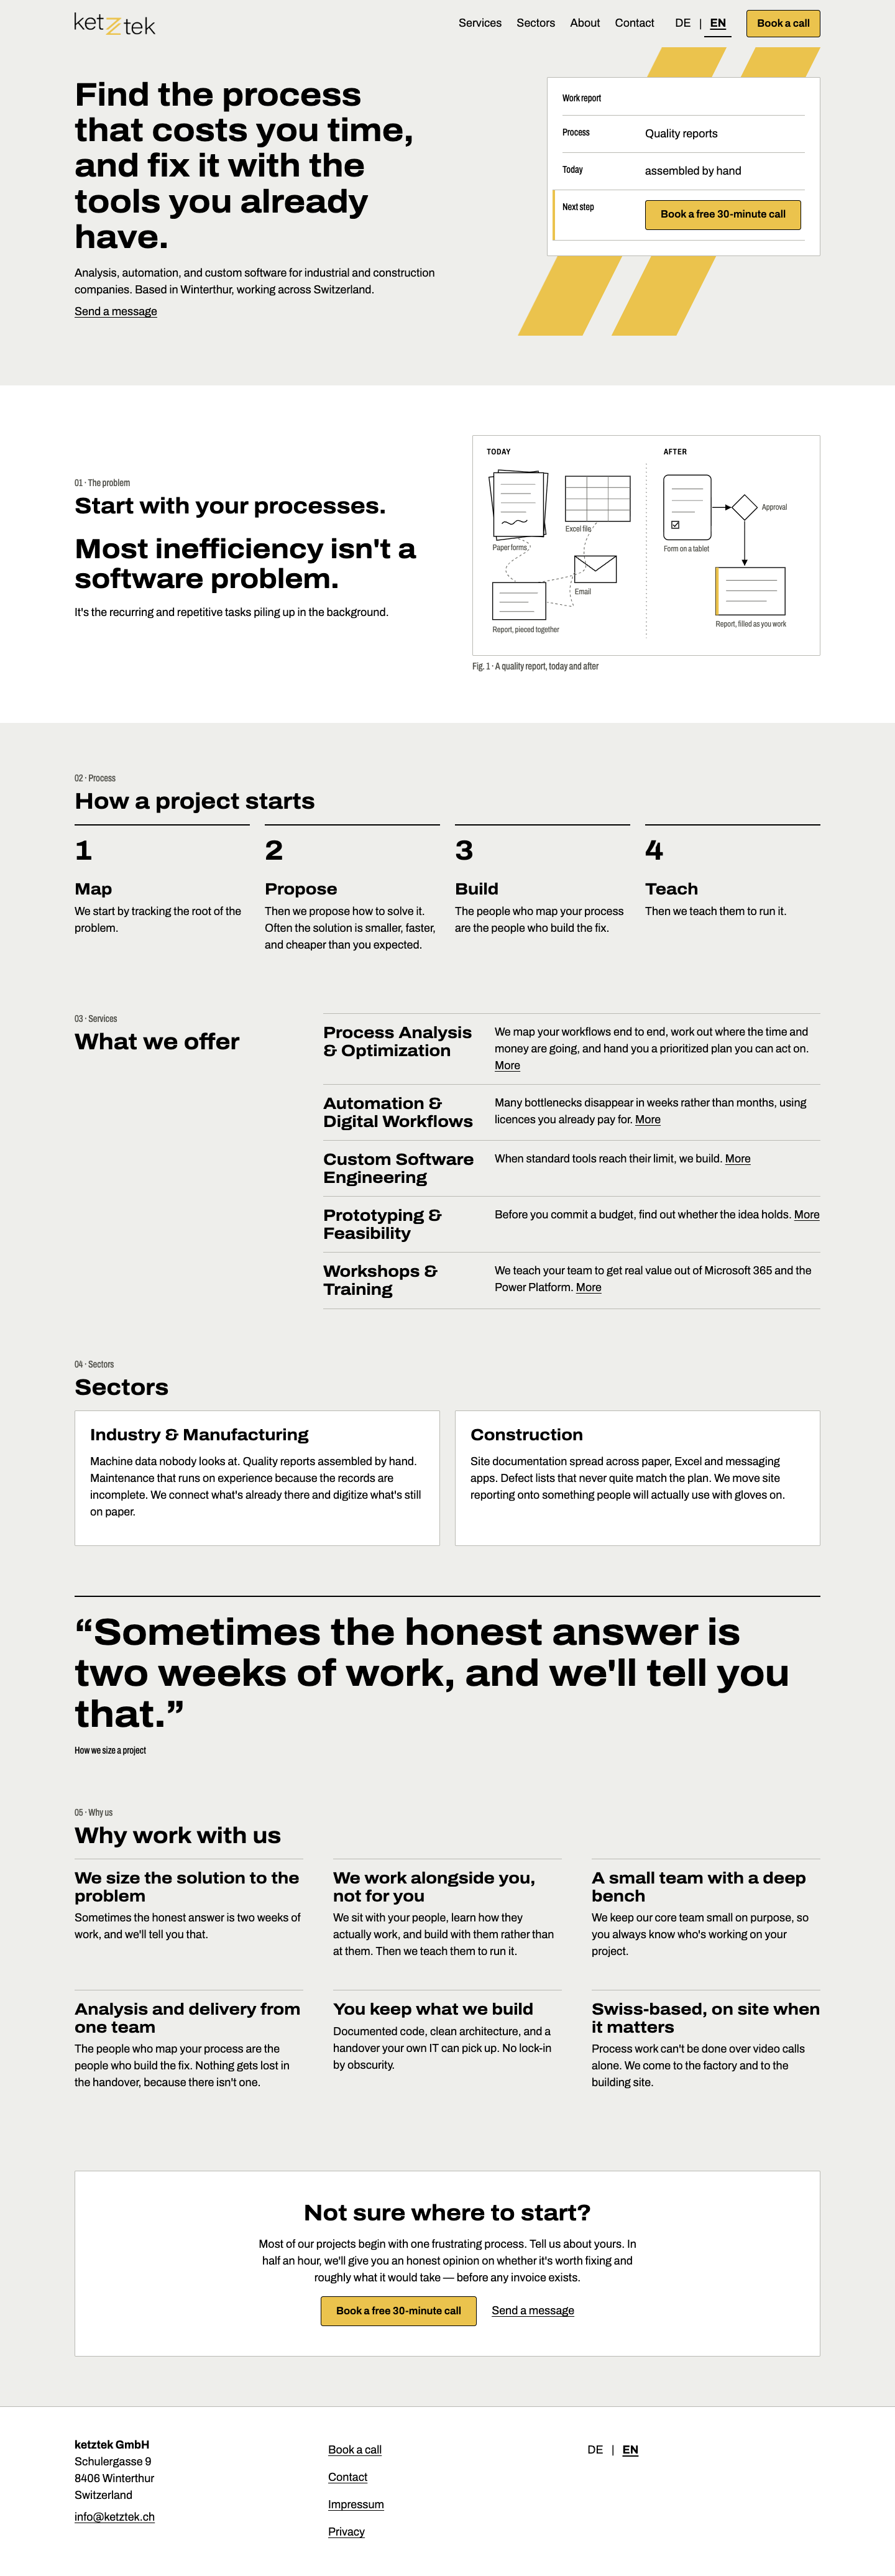 ketztek
Services Sectors About Contact DE | EN Book a call
Find the process
that costs you time,
and fix it with the
tools you already
have.
Analysis, automation, and custom software for industrial and construction
companies. Based in Winterthur, working across Switzerland.
Send a message
Work report
Process Quality reports
Today assembled by hand
Next step Book a free 30-minute call
01 · The problem
Start with your processes.
Most inefficiency isn't a
software problem.
It's the recurring and repetitive tasks piling up in the background.
TODAY
Paper forms
Excel file
Email
Report, pieced together
AFTER
Form on a tablet
Approval
Report, filled as you work
Fig. 1 · A quality report, today and after
02 · Process
How a project starts
1
Map
We start by tracking the root of the
problem.
2
Propose
Then we propose how to solve it.
Often the solution is smaller, faster,
and cheaper than you expected.
3
Build
The people who map your process
are the people who build the fix.
4
Teach
Then we teach them to run it.
03 · Services
What we offer
Process Analysis
& Optimization
We map your workflows end to end, work out where the time and
money are going, and hand you a prioritized plan you can act on.
More
Automation &
Digital Workflows
Many bottlenecks disappear in weeks rather than months, using
licences you already pay for. More
Custom Software
Engineering
When standard tools reach their limit, we build. More
Prototyping &
Feasibility
Before you commit a budget, find out whether the idea holds. More
Workshops &
Training
We teach your team to get real value out of Microsoft 365 and the
Power Platform. More
04 · Sectors
Sectors
Industry & Manufacturing
Machine data nobody looks at. Quality reports assembled by hand.
Maintenance that runs on experience because the records are
incomplete. We connect what's already there and digitize what's still
on paper.
Construction
Site documentation spread across paper, Excel and messaging
apps. Defect lists that never quite match the plan. We move site
reporting onto something people will actually use with gloves on.
“Sometimes the honest answer is
two weeks of work, and we'll tell you
that.”
How we size a project
05 · Why us
Why work with us
We size the solution to the
problem
Sometimes the honest answer is two weeks of
work, and we'll tell you that.
We work alongside you,
not for you
We sit with your people, learn how they
actually work, and build with them rather than
at them. Then we teach them to run it.
A small team with a deep
bench
We keep our core team small on purpose, so
you always know who's working on your
project.
Analysis and delivery from
one team
The people who map your process are the
people who build the fix. Nothing gets lost in
the handover, because there isn't one.
You keep what we build
Documented code, clean architecture, and a
handover your own IT can pick up. No lock-in
by obscurity.
Swiss-based, on site when
it matters
Process work can't be done over video calls
alone. We come to the factory and to the
building site.
Not sure where to start?
Most of our projects begin with one frustrating process. Tell us about yours. In
half an hour, we'll give you an honest opinion on whether it's worth fixing and
roughly what it would take — before any invoice exists.
Book a free 30-minute call Send a message
ketztek GmbH
Schulergasse 9
8406 Winterthur
Switzerland
info@ketztek.ch
Book a call
Contact
Impressum
Privacy
DE | EN